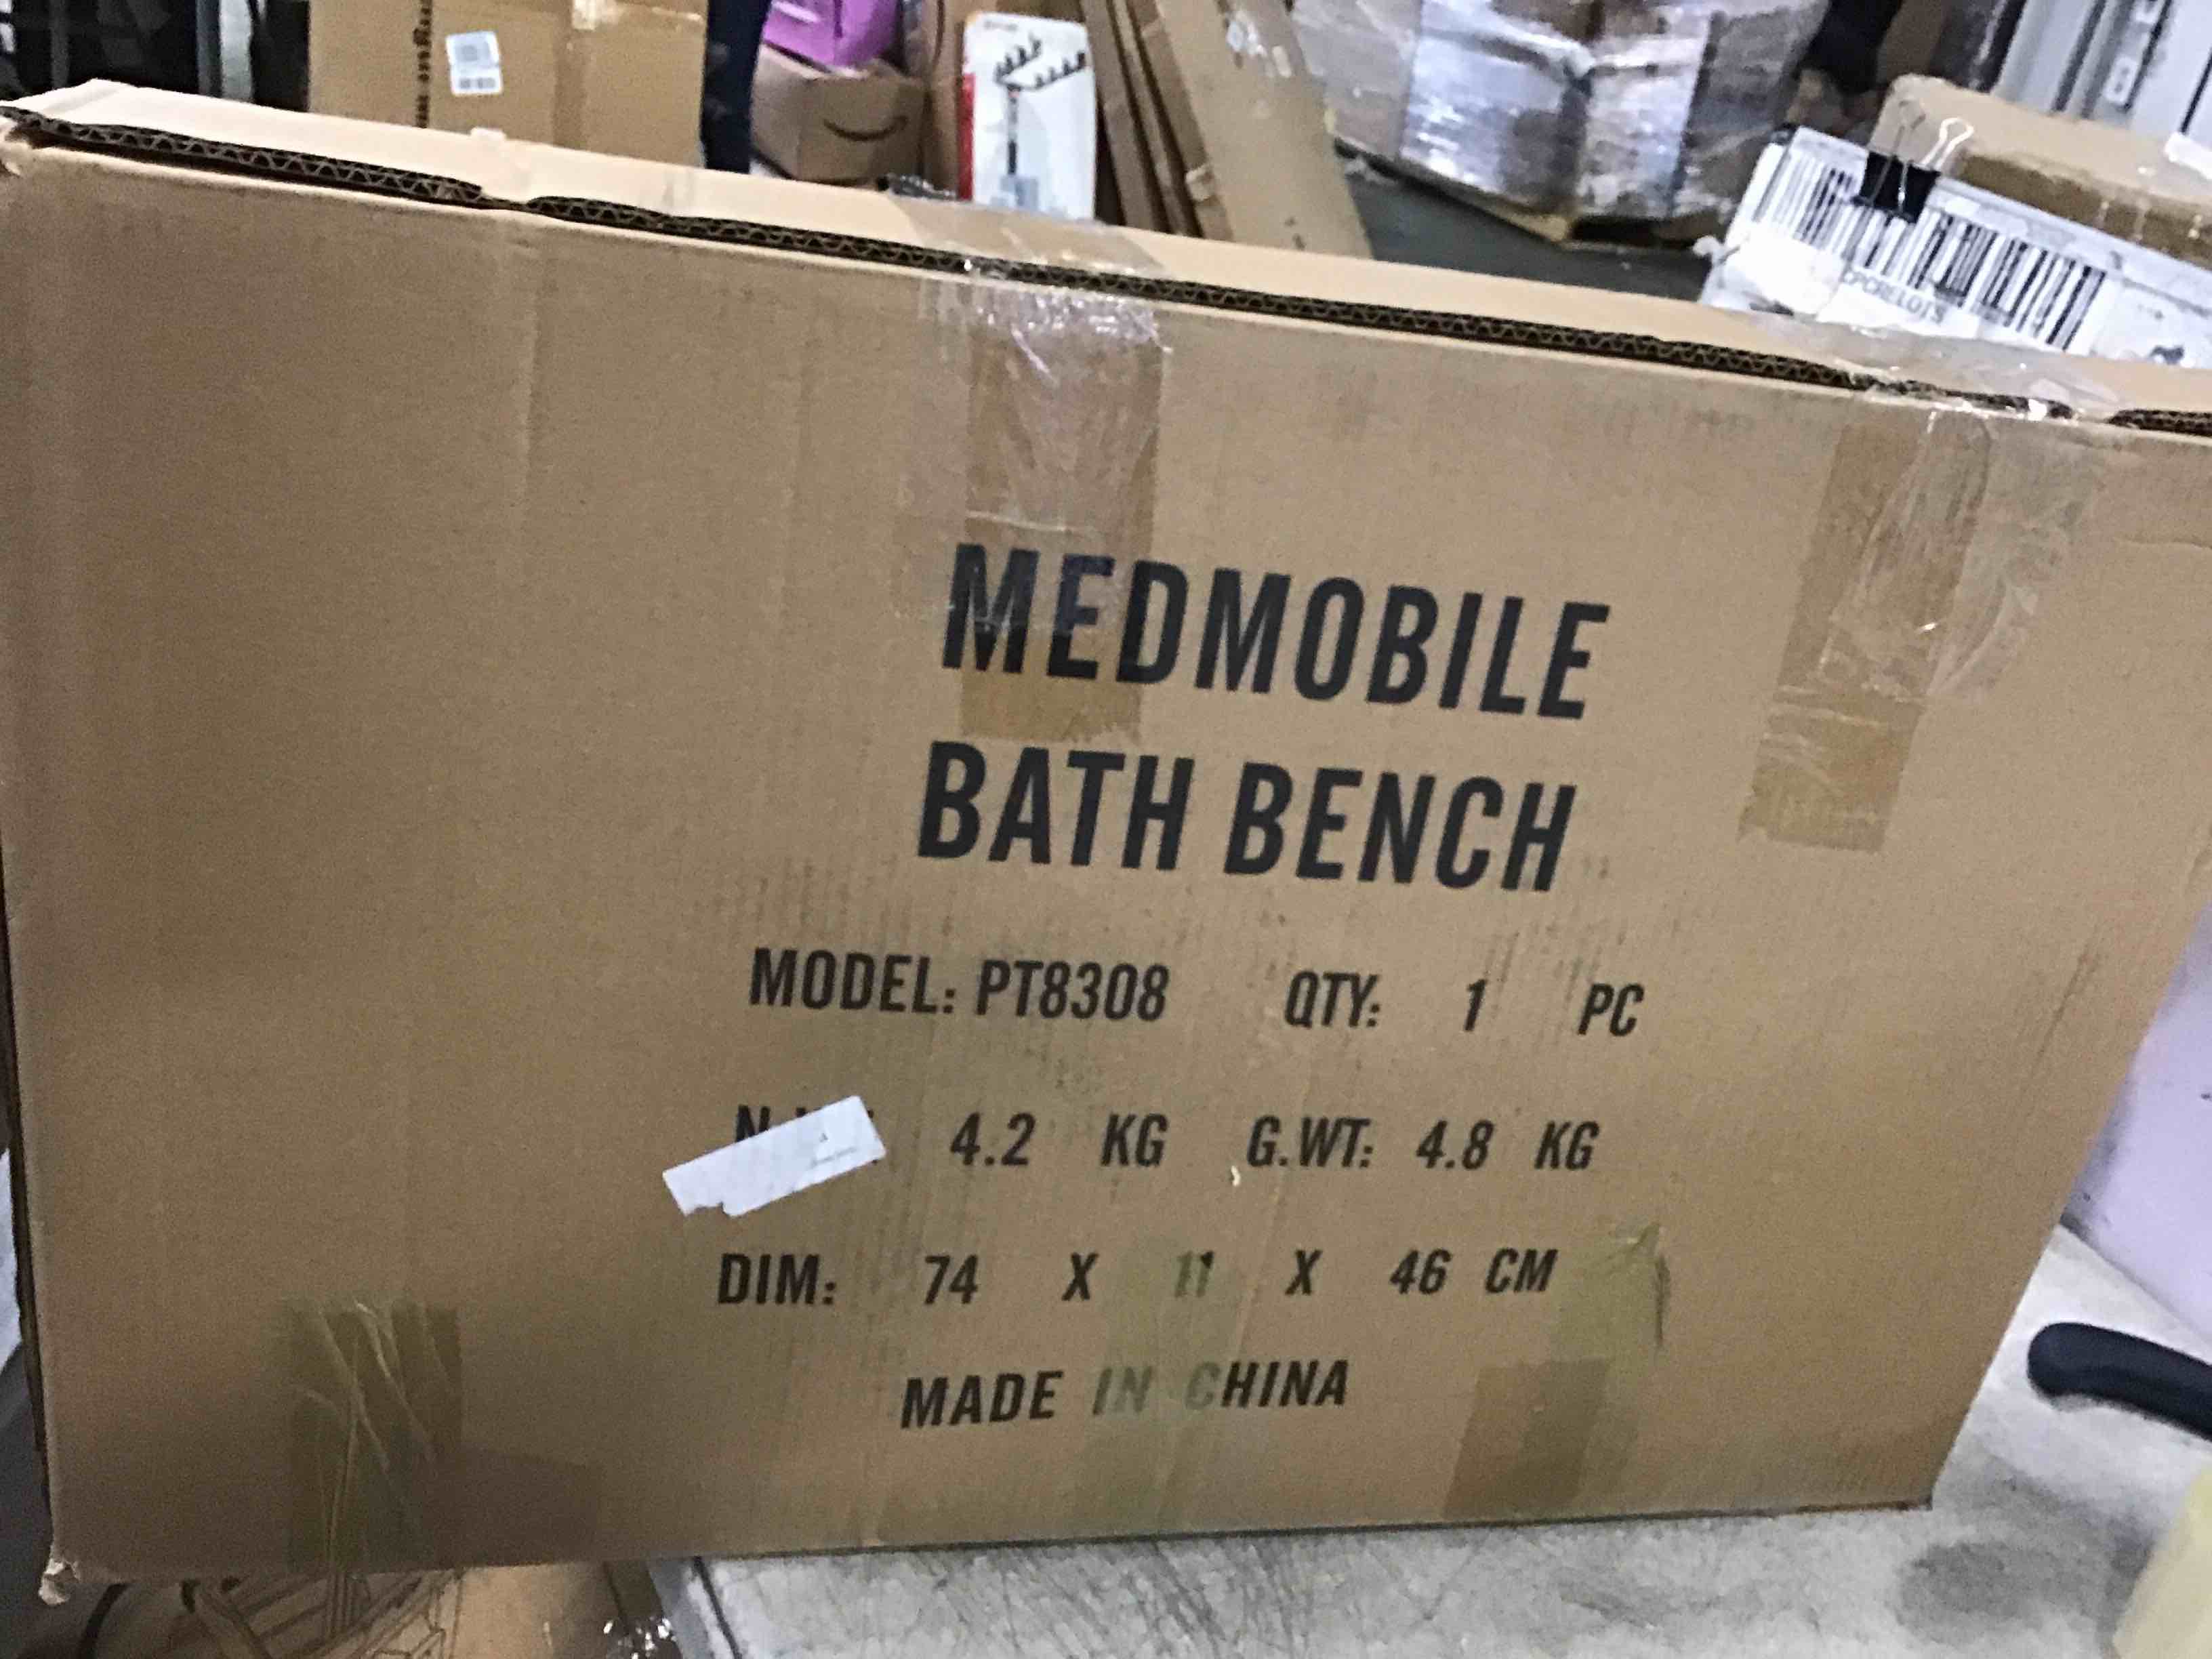 MEDMOBILE
BATH BENCH
MODEL: PT8308 QTY: 1 PC
4.2 KG G.WT: 4.8 KG
DIM: 74 X 11 X 46 CM
MADE IN CHINA